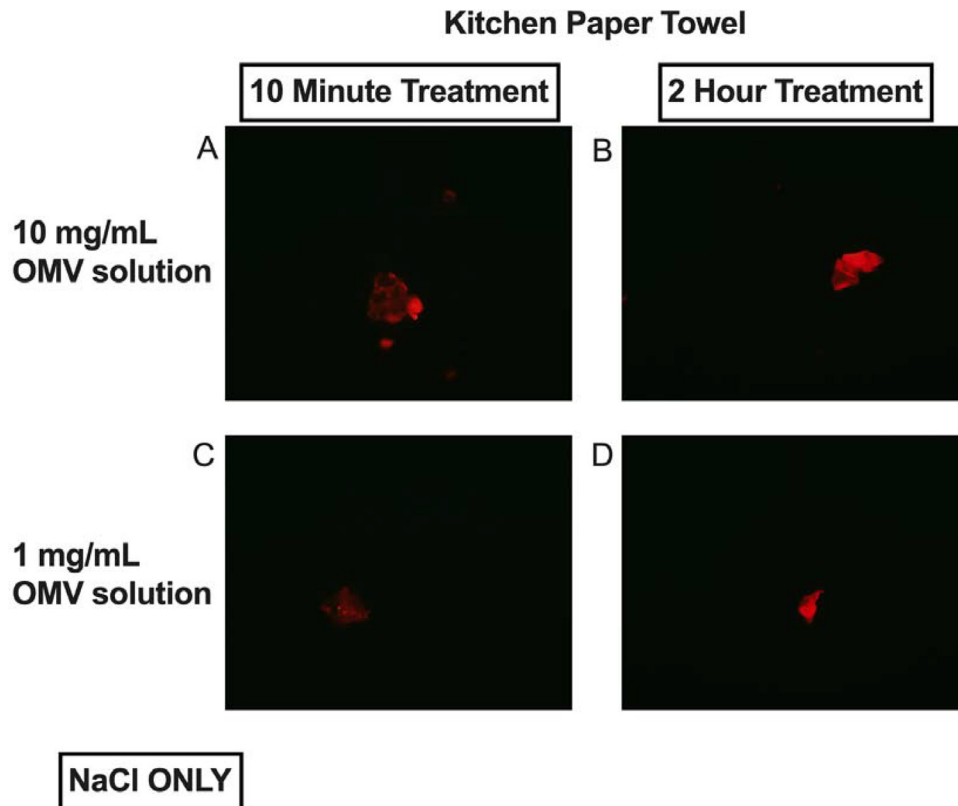 Kitchen Paper Towel
10 Minute Treatment
2 Hour Treatment
A
B
10 mg/mL
OMV solution
C
D
1 mg/mL
OMV solution
NaCl ONLY